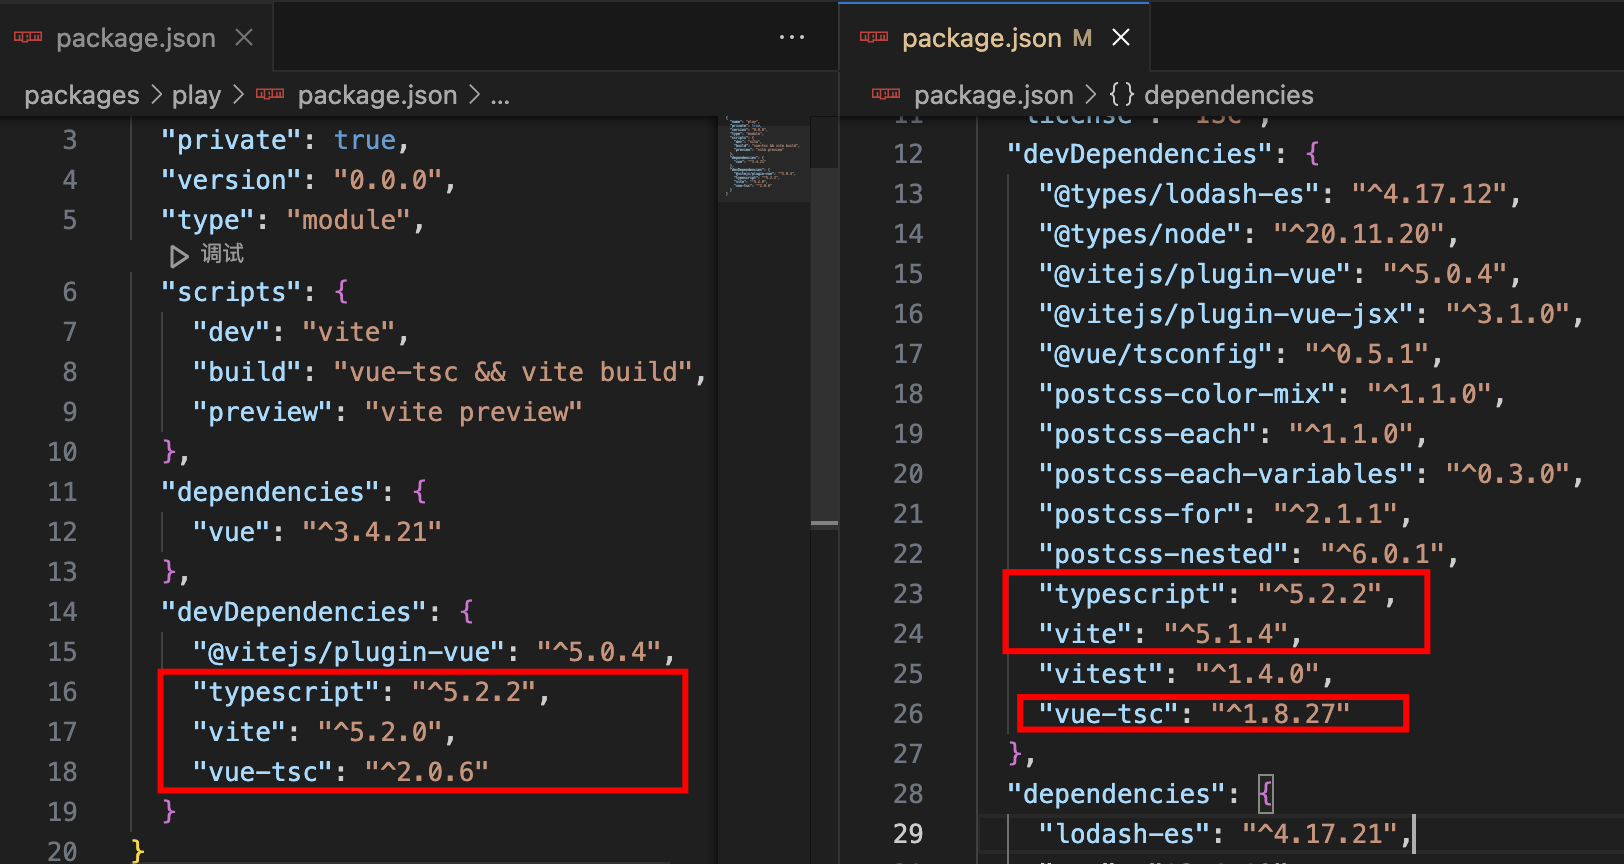 package.json
packages > play > package.json > ...
3 "private": true,
4 "version": "0.0.0",
5 "type": "module",
调试
6 "scripts": {
7 "dev": "vite",
8 "build": "vue-tsc && vite build",
9 "preview": "vite preview"
10 },
11 "dependencies": {
12 "vue": "^3.4.21"
13 },
14 "devDependencies": {
15 "@vitejs/plugin-vue": "^5.0.4",
16 "typescript": "^5.2.2",
17 "vite": "^5.2.0",
18 "vue-tsc": "^2.0.6"
19 }
20 }
package.json M
package.json > {} dependencies
11 "license": "ISC",
12 "devDependencies": {
13 "@types/lodash-es": "^4.17.12",
14 "@types/node": "^20.11.20",
15 "@vitejs/plugin-vue": "^5.0.4",
16 "@vitejs/plugin-vue-jsx": "^3.1.0",
17 "@vue/tsconfig": "^0.5.1",
18 "postcss-color-mix": "^1.1.0",
19 "postcss-each": "^1.1.0",
20 "postcss-each-variables": "^0.3.0",
21 "postcss-for": "^2.1.1",
22 "postcss-nested": "^6.0.1",
23 "typescript": "^5.2.2",
24 "vite": "^5.1.4",
25 "vitest": "^1.4.0",
26 "vue-tsc": "^1.8.27"
27 },
28 "dependencies": {
29 "lodash-es": "^4.17.21",